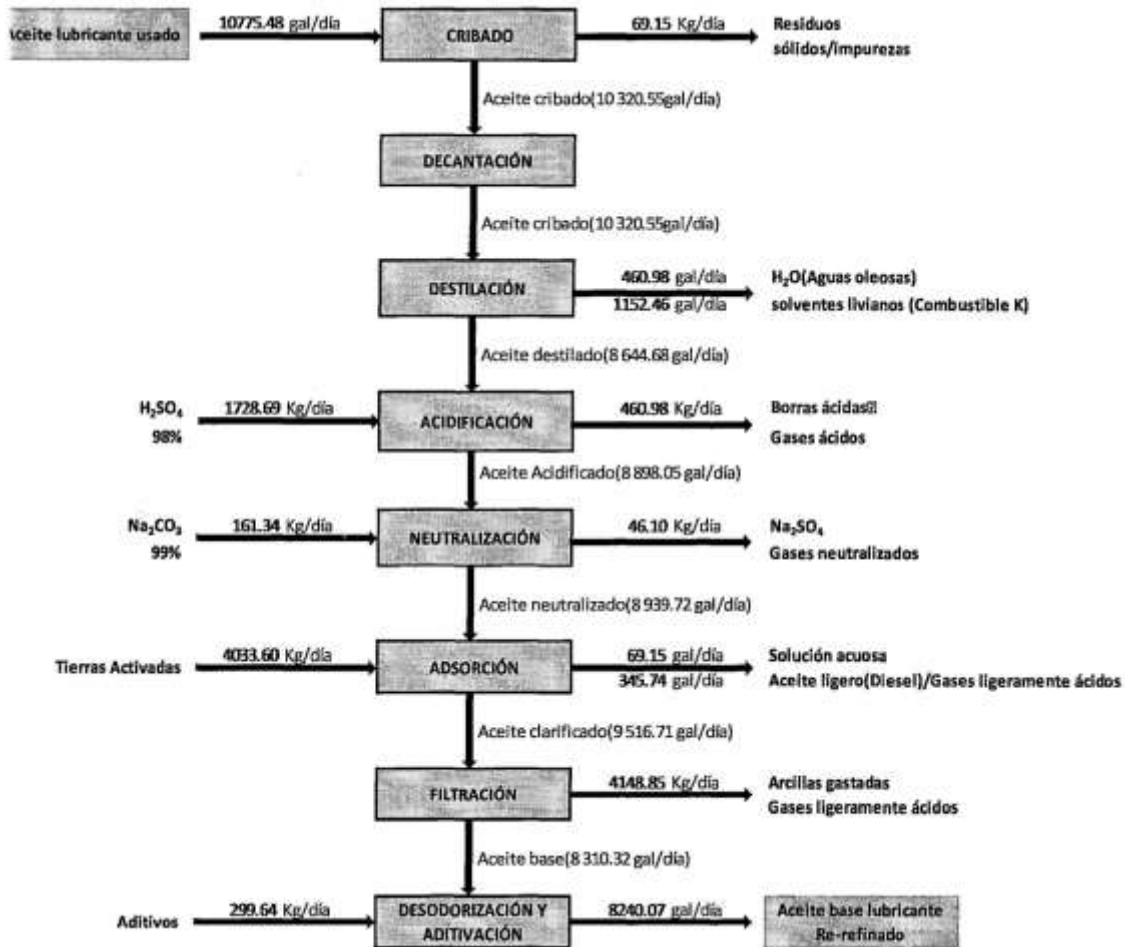 Aceite lubricante usado
10775.48 gal/día
CRIBADO
69.15 Kg/día
Residuos
sólidos/impurezas
Aceite cribado(10 320.55gal/día)
DECANTACIÓN
Aceite cribado(10 320.55gal/día)
DESTILACIÓN
460.98 gal/día
1152.46 gal/día
H₂O(Aguas oleosas)
solventes livianos (Combustible K)
Aceite destilado(8 644.68 gal/día)
H₂SO₄
98%
1728.69 Kg/día
ACIDIFICACIÓN
460.98 Kg/día
Borras ácidas
Gases ácidos
Aceite Acidificado(8 898.05 gal/día)
Na₂CO₃
99%
161.34 Kg/día
NEUTRALIZACIÓN
46.10 Kg/día
Na₂SO₄
Gases neutralizados
Aceite neutralizado(8 939.72 gal/día)
Tierras Activadas
4033.60 Kg/día
ADSORCIÓN
69.15 gal/día
345.74 gal/día
Solución acuosa
Aceite ligero(Diesel)/Gases ligeramente ácidos
Aceite clarificado(9 516.71 gal/día)
FILTRACIÓN
4148.85 Kg/día
Arcillas gastadas
Gases ligeramente ácidos
Aceite base(8 310.32 gal/día)
Aditivos
299.64 Kg/día
DESODORIZACIÓN Y
ADITIVACIÓN
8240.07 gal/día
Aceite base lubricante
Re-refinado